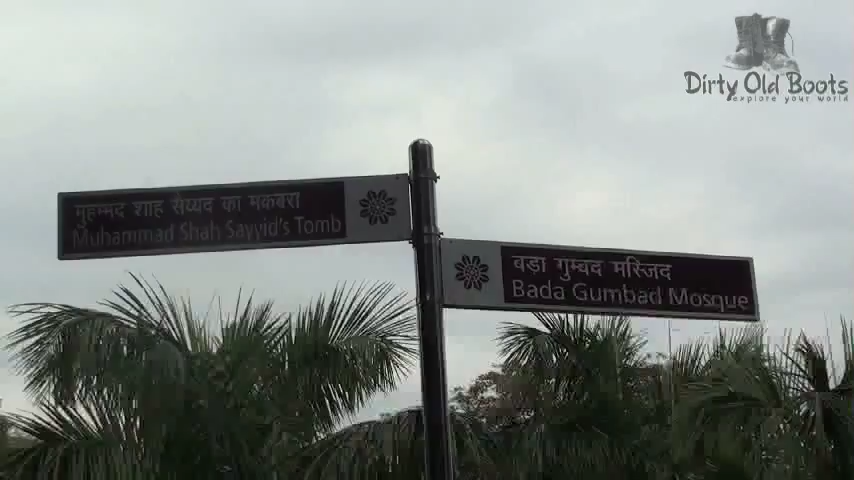 Dirty Old Boots
explore your world
मुहम्मद शाह सैय्यद का मकबरा
Muhammad Shah Sayyid's Tomb
बड़ा गुम्बद मस्जिद
Bada Gumbad Mosque